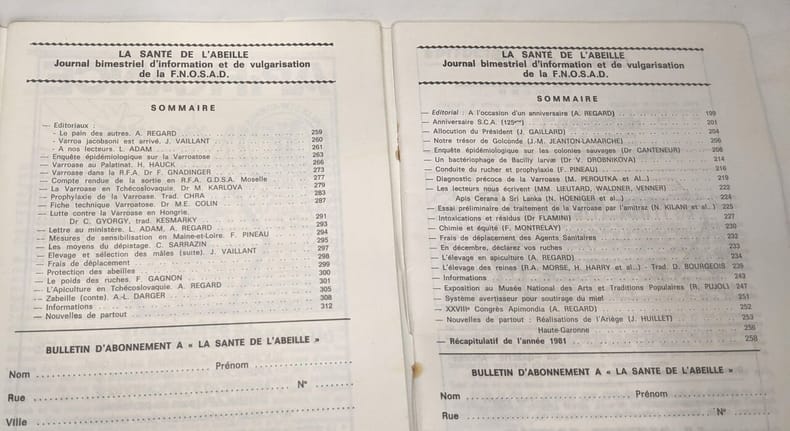 LA SANTÉ DE L'ABEILLE
Journal bimestriel d'information et de vulgarisation
de la F.N.O.S.A.D.
SOMMAIRE
— Editoriaux :
- Le pain des autres. A. REGARD 259
- Varroa jacobsoni est arrivé. J. VAILLANT 260
- A nos lecteurs. L. ADAM 261
— Enquête épidémiologique sur la Varroatose 263
— Varroase au Palatinat. H. HAUCK 266
— Varroase dans la R.F.A. Dr F. GNADINGER 273
— Compte rendue de la sortie en R.F.A. G.D.S.A. Moselle 277
— La Varroase en Tchécoslovaquie. Dr M. KARLOVA 279
— Prophylaxie de la Varroase. Trad. CHRA 283
— Fiche technique Varroatose. Dr M.E. COLIN 287
— Lutte contre la Varroase en Hongrie.
Dr C. GYORGY, trad. KESMARKY 291
— Lettre au ministère. L. ADAM, A. REGARD 293
— Mesures de sensibilisation en Maine-et-Loire. F. PINEAU 294
— Les moyens du dépistage. C. SARRAZIN 295
— Elevage et sélection des mâles (suite). J. VAILLANT 297
— Frais de déplacement 298
— Protection des abeilles 299
— Le poids des ruches. F. GAGNON 300
— L'Apiculture en Tchécoslovaquie. A. REGARD 301
— Zabeille (conte). A.-L. DARGER 305
— Informations 308
— Nouvelles de partout 312
BULLETIN D'ABONNEMENT A « LA SANTE DE L'ABEILLE »
Nom Prénom
Rue N°
Ville
LA SANTÉ DE L'ABEILLE
Journal bimestriel d'information et de vulgarisation
de la F.N.O.S.A.D.
SOMMAIRE
— Editorial : A l'occasion d'un anniversaire (A. REGARD) 199
— Anniversaire S.C.A. (125me) 201
— Allocution du Président (J. GAILLARD) 204
— Notre trésor de Golconde (J.-M. JEANTON-LAMARCHE) 206
— Enquête épidémiologique sur les colonies sauvages (Dr CANTENEUR) 208
— Un bactériophage de Bacilly larvæ (Dr V. OROBNIKOVA) 214
— Conduite du rucher et prophylaxie (F. PINEAU) 216
— Diagnostic précoce de la Varroase (M. PEROUTKA et AL..) 219
— Les lecteurs nous écrivent (MM. LIEUTARD, WALDNER, VENNER) 222
Apis Cerana à Sri Lanka (N. HOENIGER et al..) 224
— Essai préliminaire de traitement de la Varroase par l'amitraz (N. KILANI et al..) 225
— Intoxications et résidus (Dr FLAMINI) 227
— Chimie et équité (F. MONTRELAY) 230
— Frais de déplacement des Agents Sanitaires 232
— En décembre, déclarez vos ruches 233
— L'élevage en apiculture (A. REGARD) 234
— L'élevage des reines (R.A. MORSE, H. HARRY et al..) - Trad. D. BOURGEOIS 239
— Informations 243
— Exposition au Musée National des Arts et Traditions Populaires (R. PUJOL) 247
— Système avertisseur pour soutirage du miel 251
— XXVIIIe Congrès Apimondia (A. REGARD) 252
— Nouvelles de partout : Réalisations de l'Ariège (J. HUILLET) 253
Haute-Garonne 256
— Récapitulatif de l'année 1981 258
BULLETIN D'ABONNEMENT A « LA SANTE DE L'ABEILLE »
Nom Prénom
Rue N°